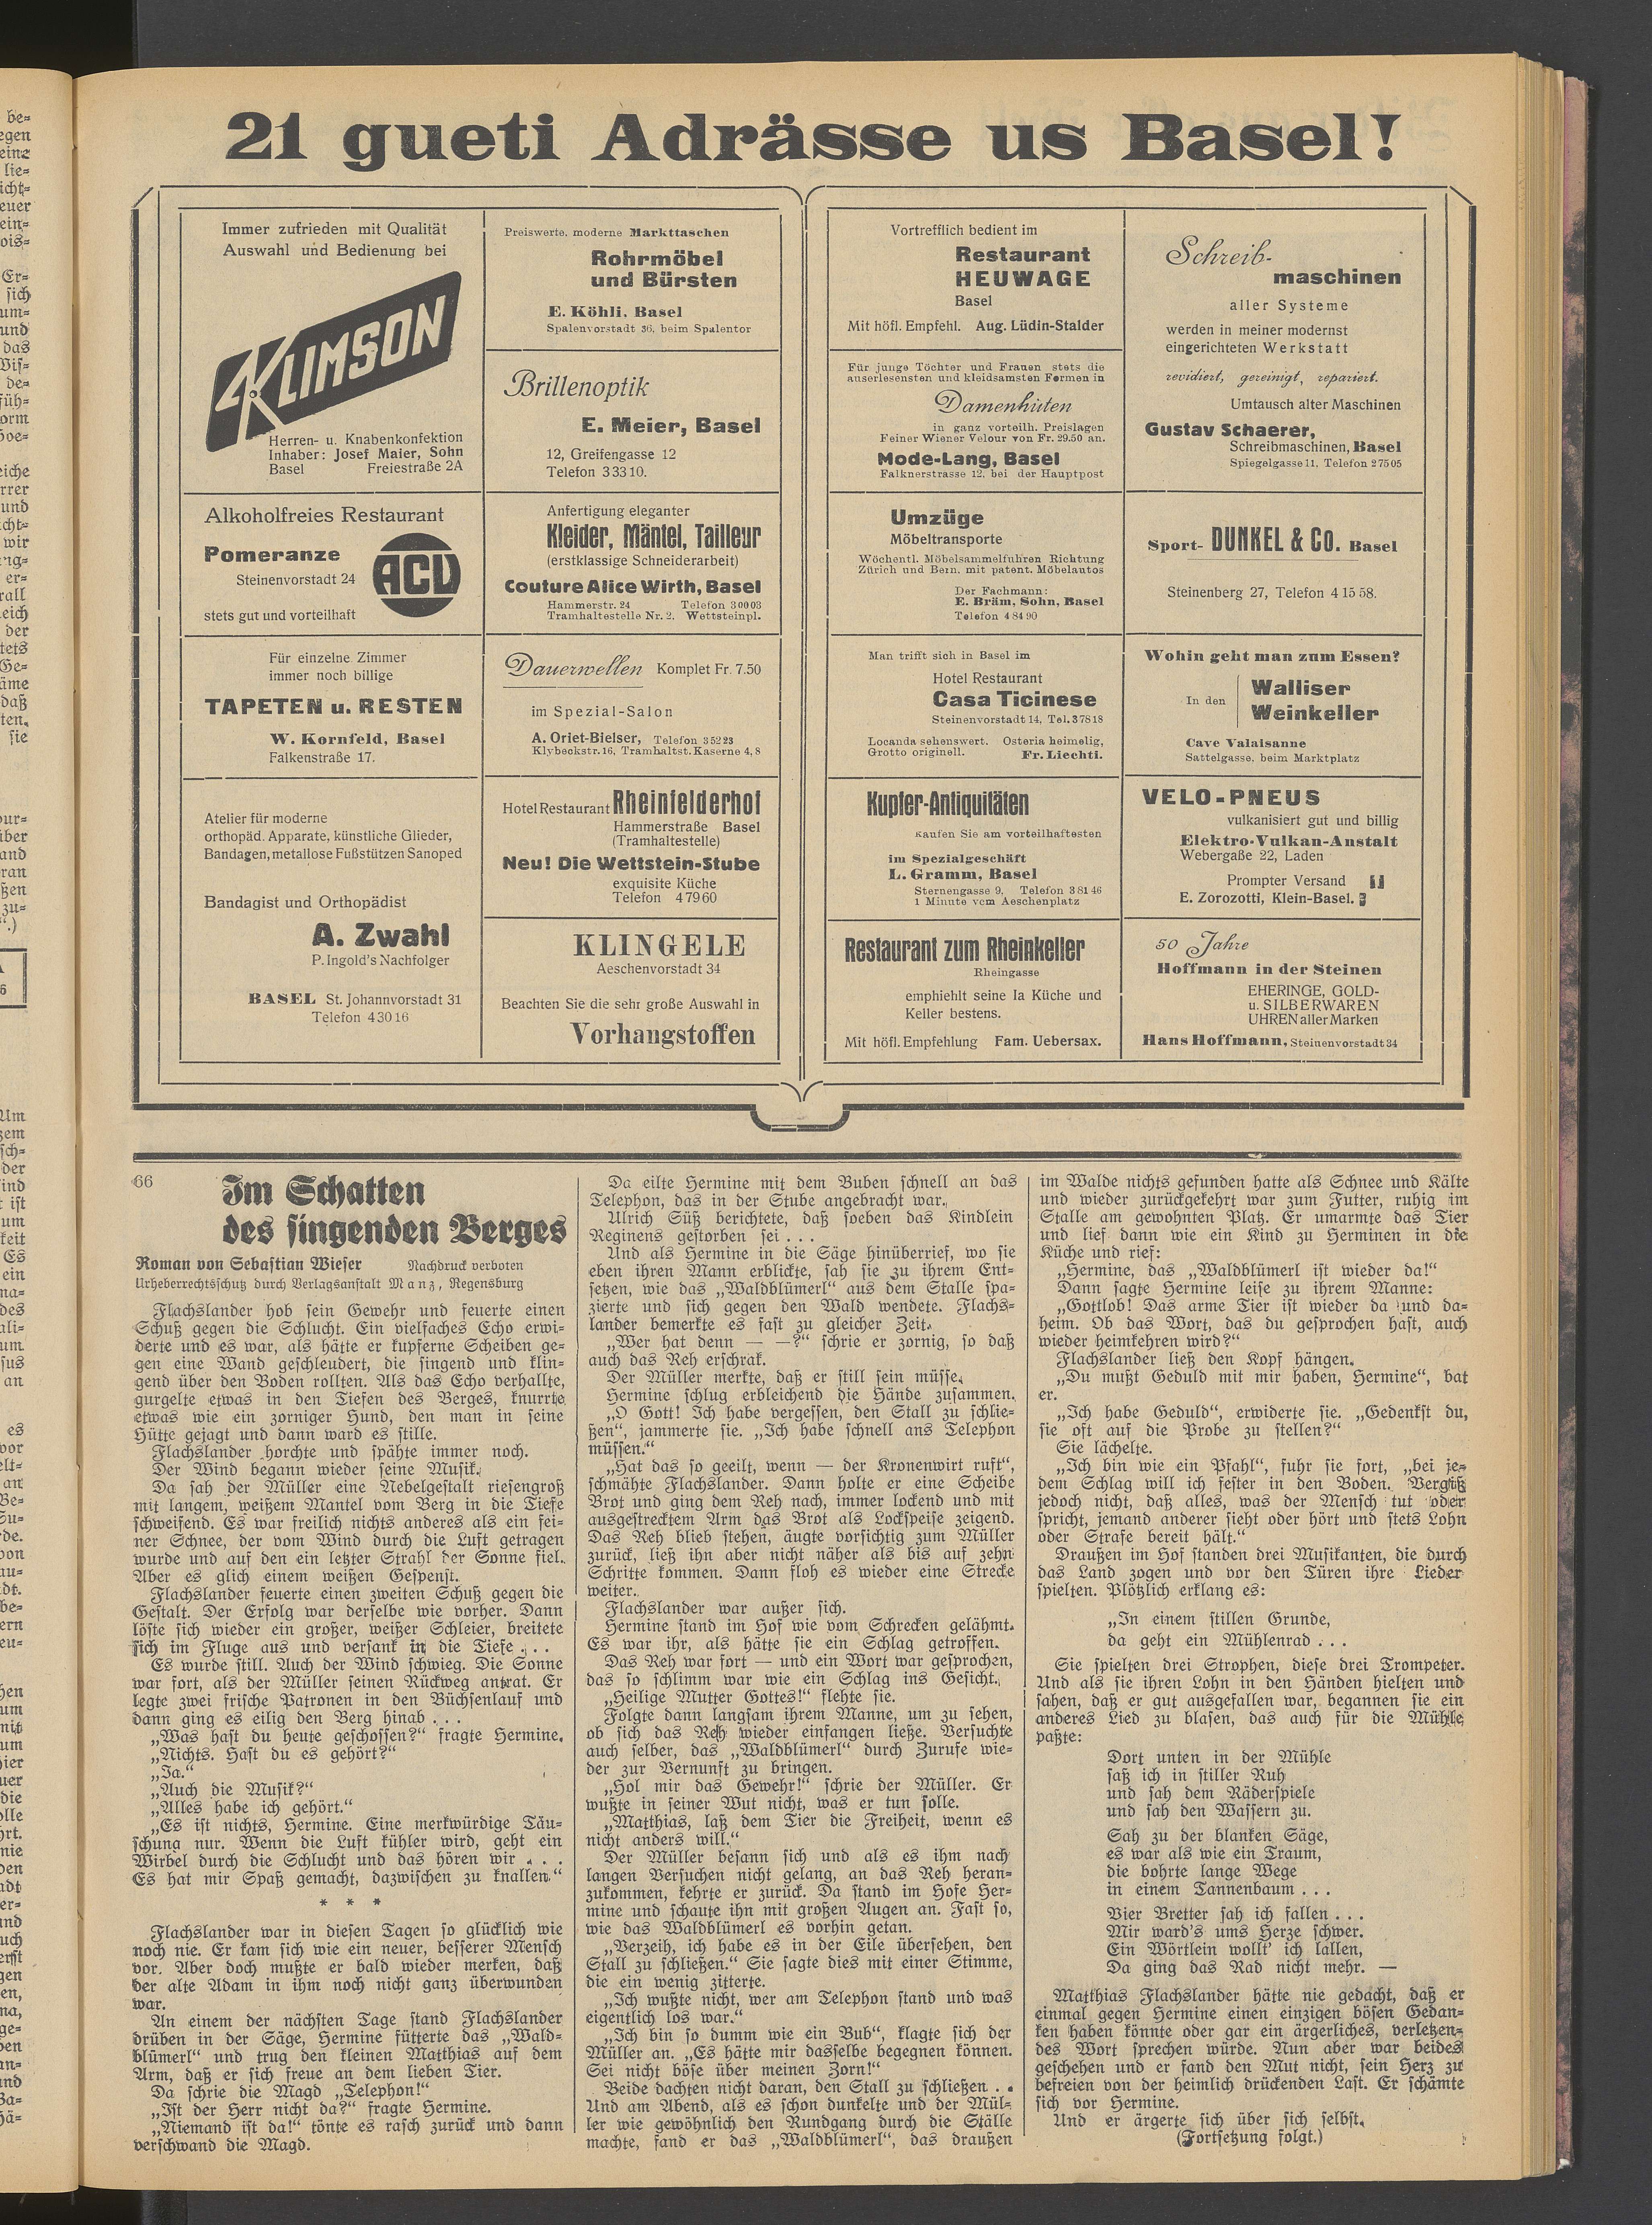 21 gueti Adrässe us Basel!
Immer zufrieden mit Qualität
Auswahl und Bedienung bei
KLIMSON
Herren- u. Knabenkonfektion
Inhaber: Josef Maier, Sohn
Basel Freiestraße 2A
Alkoholfreies Restaurant
Pomeranze
Steinenvorstadt 24
stets gut und vorteilhaft
Für einzelne Zimmer
immer noch billige
TAPETEN u. RESTEN
W. Kornfeld, Basel
Falkenstraße 17.
Atelier für moderne
orthopäd. Apparate, künstliche Glieder,
Bandagen, metallose Fußstützen Sanoped
Bandagist und Orthopädist
A. Zwahl
P. Ingold's Nachfolger
BASEL St. Johannvorstadt 31
Telefon 43016
Preiswerte, moderne Markttaschen
Rohrmöbel
und Bürsten
E. Köhli, Basel
Spalenvorstadt 36, beim Spalentor
Brillenoptik
E. Meier, Basel
12, Greifengasse 12
Telefon 33310.
Anfertigung eleganter
Kleider, Mäntel, Tailleur
(erstklassige Schneiderarbeit)
Couture Alice Wirth, Basel
Hammerstr. 24 Telefon 30003
Tramhaltestelle Nr. 2, Wettsteinpl.
Dauerwellen Komplet Fr. 7.50
im Spezial-Salon
A. Oriet-Bielser, Telefon 35223
Klybeckstr. 16, Tramhaltst. Kaserne 4, 8
Hotel Restaurant Rheinfelderhof
Hammerstraße Basel
(Tramhaltestelle)
Neu! Die Wettstein-Stube
exquisite Küche
Telefon 47960
KLINGELE
Aeschenvorstadt 34
Beachten Sie die sehr große Auswahl in
Vorhangstoffen
Vortrefflich bedient im
Restaurant
HEUWAGE
Basel
Mit höfl. Empfehl. Aug. Lüdin-Stalder
Für junge Töchter und Frauen stets die
auserlesensten und kleidsamsten Formen in
Damenhüten
in ganz vorteilh. Preislagen
Feiner Wiener Velour von Fr. 29.50 an.
Mode-Lang, Basel
Falknerstrasse 12, bei der Hauptpost
Umzüge
Möbeltransporte
Wöchentl. Möbelsammelfuhren Richtung
Zürich und Bern, mit patent. Möbelautos
Der Fachmann:
E. Bräm, Sohn, Basel
Telefon 48490
Man trifft sich in Basel im
Hotel Restaurant
Casa Ticinese
Steinenvorstadt 14, Tel. 37818
Locanda sehenswert. Osteria heimelig,
Grotto originell. Fr. Liechti.
Kupfer-Antiquitäten
kaufen Sie am vorteilhaftesten
im Spezialgeschäft
L. Gramm, Basel
Sternengasse 9, Telefon 38146
1 Minute vom Aeschenplatz
Restaurant zum Rheinkeller
Rheingasse
emphiehlt seine Ia Küche und
Keller bestens.
Mit höfl. Empfehlung Fam. Uebersax.
Schreib-
maschinen
aller Systeme
werden in meiner modernst
eingerichteten Werkstatt
revidiert, gereinigt, repariert.
Umtausch alter Maschinen
Gustav Schaerer,
Schreibmaschinen, Basel
Spiegelgasse 11, Telefon 27505
Sport- DUNKEL & Co. Basel
Steinenberg 27, Telefon 41558.
Wohin geht man zum Essen?
In den Walliser
Weinkeller
Cave Valaisanne
Sattelgasse, beim Marktplatz
VELO-PNEUS
vulkanisiert gut und billig
Elektro-Vulkan-Anstalt
Webergaße 22, Laden
Prompter Versand
E. Zorozotti, Klein-Basel.
50 Jahre
Hoffmann in der Steinen
EHERINGE, GOLD-
u. SILBERWAREN
UHREN aller Marken
Hans Hoffmann, Steinenvorstadt 34
66
Im Schatten
des singenden Berges
Roman von Sebastian Wieser Nachdruck verboten
Urheberrechtsschutz durch Verlagsanstalt Manz, Regensburg
Flachslander hob sein Gewehr und feuerte einen
Schuß gegen die Schlucht. Ein vielfaches Echo erwi-
derte und es war, als hätte er kupferne Scheiben ge-
gen eine Wand geschleudert, die singend und klin-
gend über den Boden rollten. Als das Echo verhallte,
gurgelte etwas in den Tiefen des Berges, knurrte
etwas wie ein zorniger Hund, den man in seine
Hütte gejagt und dann ward es stille.
Flachslander horchte und spähte immer noch.
Der Wind begann wieder seine Musik.
Da sah der Müller eine Nebelgestalt riesengroß
mit langem, weißem Mantel vom Berg in die Tiefe
schweifend. Es war freilich nichts anderes als ein fei-
ner Schnee, der vom Wind durch die Luft getragen
wurde und auf den ein letzter Strahl der Sonne fiel.
Aber es glich einem weißen Gespenst.
Flachslander feuerte einen zweiten Schuß gegen die
Gestalt. Der Erfolg war derselbe wie vorher. Dann
löste sich wieder ein großer, weißer Schleier, breitete
sich im Fluge aus und versank in die Tiefe . . .
Es wurde still. Auch der Wind schwieg. Die Sonne
war fort, als der Müller seinen Rückweg antrat. Er
legte zwei frische Patronen in den Büchsenlauf und
dann ging es eilig den Berg hinab . . .
„Was hast du heute geschossen?“ fragte Hermine.
„Nichts. Hast du es gehört?“
„Ja.“
„Auch die Musik?“
„Alles habe ich gehört.“
„Es ist nichts, Hermine. Eine merkwürdige Täu-
schung nur. Wenn die Luft kühler wird, geht ein
Wirbel durch die Schlucht und das hören wir . . .
Es hat mir Spaß gemacht, dazwischen zu knallen.“
* * *
Flachslander war in diesen Tagen so glücklich wie
noch nie. Er kam sich wie ein neuer, besserer Mensch
vor. Aber doch mußte er bald wieder merken, daß
der alte Adam in ihm noch nicht ganz überwunden
war.
An einem der nächsten Tage stand Flachslander
drüben in der Säge, Hermine fütterte das „Wald-
blümerl“ und trug den kleinen Matthias auf dem
Arm, daß er sich freue an dem lieben Tier.
Da schrie die Magd „Telephon!“
„Ist der Herr nicht da?“ fragte Hermine.
„Niemand ist da!“ tönte es rasch zurück und dann
verschwand die Magd.
Da eilte Hermine mit dem Buben schnell an das
Telephon, das in der Stube angebracht war.
Ulrich Süß berichtete, daß soeben das Kindlein
Reginens gestorben sei . . .
Und als Hermine in die Säge hinüberrief, wo sie
eben ihren Mann erblickte, sah sie zu ihrem Ent-
setzen, wie das „Waldblümerl“ aus dem Stalle spa-
zierte und sich gegen den Wald wendete. Flachs-
lander bemerkte es fast zu gleicher Zeit.
„Wer hat denn — —?“ schrie er zornig, so daß
auch das Reh erschrak.
Der Müller merkte, daß er still sein müsse.
Hermine schlug erbleichend die Hände zusammen.
„O Gott! Ich habe vergessen, den Stall zu schlie-
ßen“, jammerte sie. „Ich habe schnell ans Telephon
müssen.“
„Hat das so geeilt, wenn — der Kronenwirt ruft“,
schmähte Flachslander. Dann holte er eine Scheibe
Brot und ging dem Reh nach, immer lockend und mit
ausgestrecktem Arm das Brot als Lockspeise zeigend.
Das Reh blieb stehen, äugte vorsichtig zum Müller
zurück, ließ ihn aber nicht näher als bis auf zehn
Schritte kommen. Dann floh es wieder eine Strecke
weiter.
Flachslander war außer sich.
Hermine stand im Hof wie vom Schrecken gelähmt.
Es war ihr, als hätte sie ein Schlag getroffen.
Das Reh war fort — und ein Wort war gesprochen,
das so schlimm war wie ein Schlag ins Gesicht.
„Heilige Mutter Gottes!“ flehte sie.
Folgte dann langsam ihrem Manne, um zu sehen,
ob sich das Reh wieder einfangen ließe. Versuchte
auch selber, das „Waldblümerl“ durch Zurufe wie-
der zur Vernunft zu bringen.
„Hol mir das Gewehr!“ schrie der Müller. Er
wußte in seiner Wut nicht, was er tun solle.
„Matthias, laß dem Tier die Freiheit, wenn es
nicht anders will.“
Der Müller besann sich und als es ihm nach
langen Versuchen nicht gelang, an das Reh heran-
zukommen, kehrte er zurück. Da stand im Hofe Her-
mine und schaute ihn mit großen Augen an. Fast so,
wie das Waldblümerl es vorhin getan.
„Verzeih, ich habe es in der Eile übersehen, den
Stall zu schließen.“ Sie sagte dies mit einer Stimme,
die ein wenig zitterte.
„Ich wußte nicht, wer am Telephon stand und was
eigentlich los war.“
„Ich bin so dumm wie ein Bub“, klagte sich der
Müller an. „Es hätte mir dasselbe begegnen können.
Sei nicht böse über meinen Zorn!“
Beide dachten nicht daran, den Stall zu schließen . .
Und am Abend, als es schon dunkelte und der Mül-
ler wie gewöhnlich den Rundgang durch die Ställe
machte, fand er das „Waldblümerl“, das draußen
im Walde nichts gefunden hatte als Schnee und Kälte
und wieder zurückgekehrt war zum Futter, ruhig im
Stalle am gewohnten Platz. Er umarmte das Tier
und lief dann wie ein Kind zu Herminen in die
Küche und rief:
„Hermine, das „Waldblümerl ist wieder da!“
Dann sagte Hermine leise zu ihrem Manne:
„Gottlob! Das arme Tier ist wieder da und da-
heim. Ob das Wort, das du gesprochen hast, auch
wieder heimkehren wird?“
Flachslander ließ den Kopf hängen.
„Du mußt Geduld mit mir haben, Hermine“, bat
er.
„Ich habe Geduld“, erwiderte sie. „Gedenkst du,
sie oft auf die Probe zu stellen?“
Sie lächelte.
„Ich bin wie ein Pfahl“, fuhr sie fort, „bei je-
dem Schlag will ich fester in den Boden. Vergiß
jedoch nicht, daß alles, was der Mensch tut oder
spricht, jemand anderer sieht oder hört und stets Lohn
oder Strafe bereit hält.“
Draußen im Hof standen drei Musikanten, die durch
das Land zogen und vor den Türen ihre Lieder
spielten. Plötzlich erklang es:
„In einem stillen Grunde,
da geht ein Mühlenrad . . .
Sie spielten drei Strophen, diese drei Trompeter.
Und als sie ihren Lohn in den Händen hielten und
sahen, daß er gut ausgefallen war, begannen sie ein
anderes Lied zu blasen, das auch für die Mühle
paßte:
Dort unten in der Mühle
saß ich in stiller Ruh
und sah dem Räderspiele
und sah den Wassern zu.
Sah zu der blanken Säge,
es war als wie ein Traum,
die bohrte lange Wege
in einem Tannenbaum . . .
Vier Bretter sah ich fallen . . .
Mir ward's ums Herze schwer.
Ein Wörtlein wollt' ich lallen,
Da ging das Rad nicht mehr. —
Matthias Flachslander hätte nie gedacht, daß er
einmal gegen Hermine einen einzigen bösen Gedan-
ken haben könnte oder gar ein ärgerliches, verletzen-
des Wort sprechen würde. Nun aber war beides
geschehen und er fand den Mut nicht, sein Herz zu
befreien von der heimlich drückenden Last. Er schämte
sich vor Hermine.
Und er ärgerte sich über sich selbst.
(Fortsetzung folgt.)